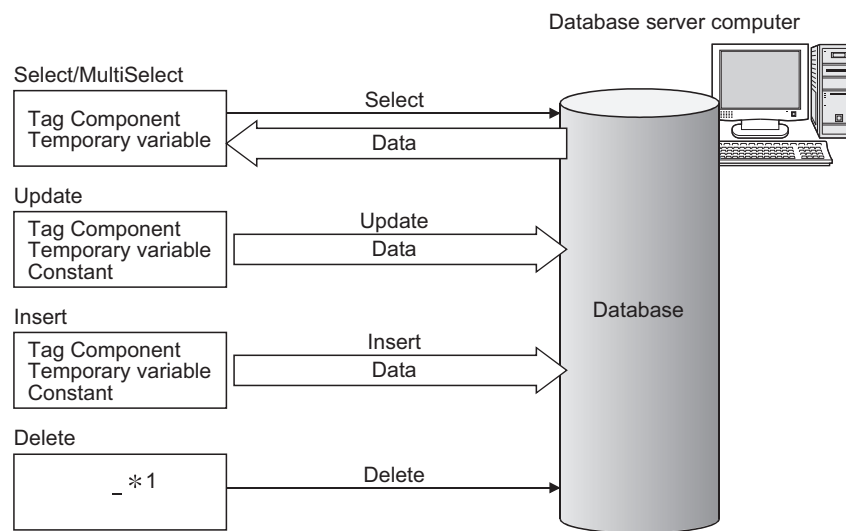 Database server computer
Select/MultiSelect
Tag Component
Temporary variable
Select
Data
Update
Tag Component
Temporary variable
Constant
Update
Data
Insert
Tag Component
Temporary variable
Constant
Insert
Data
Database
Delete
_ *1
Delete